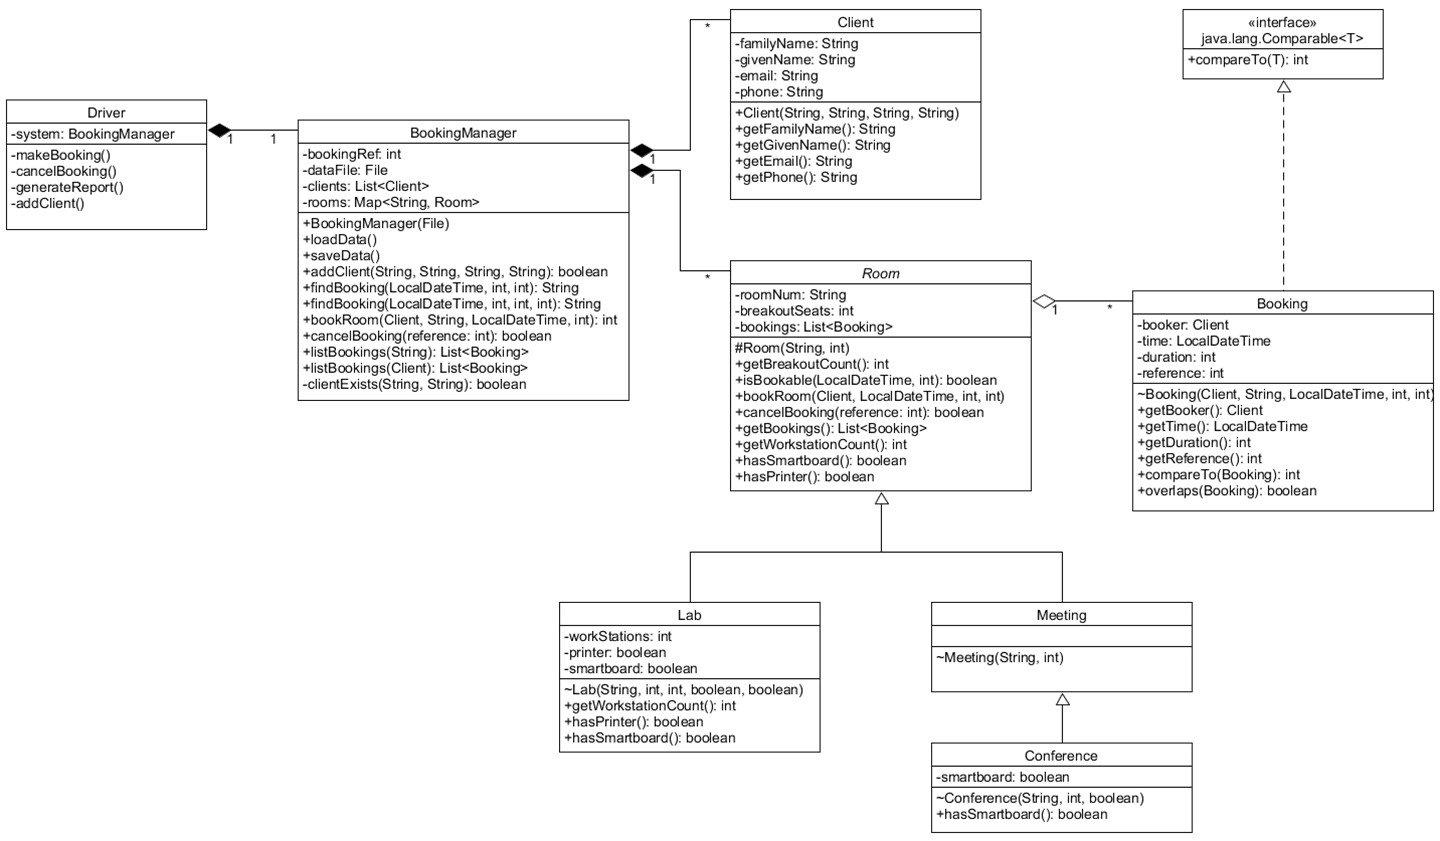 Driver
-system: BookingManager
-makeBooking()
-cancelBooking()
-generateReport()
-addClient()
1
1
BookingManager
-bookingRef: int
-dataFile: File
-clients: List<Client>
-rooms: Map<String, Room>
+BookingManager(File)
+loadData()
+saveData()
+addClient(String, String, String, String): boolean
+findBooking(LocalDateTime, int, int): String
+findBooking(LocalDateTime, int, int, int): String
+bookRoom(Client, String, LocalDateTime, int): int
+cancelBooking(reference: int): boolean
+listBookings(String): List<Booking>
+listBookings(Client): List<Booking>
-clientExists(String, String): boolean
1
*
1
*
Client
-familyName: String
-givenName: String
-email: String
-phone: String
+Client(String, String, String, String)
+getFamilyName(): String
+getGivenName(): String
+getEmail(): String
+getPhone(): String
Room
-roomNum: String
-breakoutSeats: int
-bookings: List<Booking>
#Room(String, int)
+getBreakoutCount(): int
+isBookable(LocalDateTime, int): boolean
+bookRoom(Client, LocalDateTime, int, int)
+cancelBooking(reference: int): boolean
+getBookings(): List<Booking>
+getWorkstationCount(): int
+hasSmartboard(): boolean
+hasPrinter(): boolean
1
*
«interface»
java.lang.Comparable<T>
+compareTo(T): int
Booking
-booker: Client
-time: LocalDateTime
-duration: int
-reference: int
~Booking(Client, String, LocalDateTime, int, int)
+getBooker(): Client
+getTime(): LocalDateTime
+getDuration(): int
+getReference(): int
+compareTo(Booking): int
+overlaps(Booking): boolean
Lab
-workStations: int
-printer: boolean
-smartboard: boolean
~Lab(String, int, int, boolean, boolean)
+getWorkstationCount(): int
+hasPrinter(): boolean
+hasSmartboard(): boolean
Meeting
~Meeting(String, int)
Conference
-smartboard: boolean
~Conference(String, int, boolean)
+hasSmartboard(): boolean